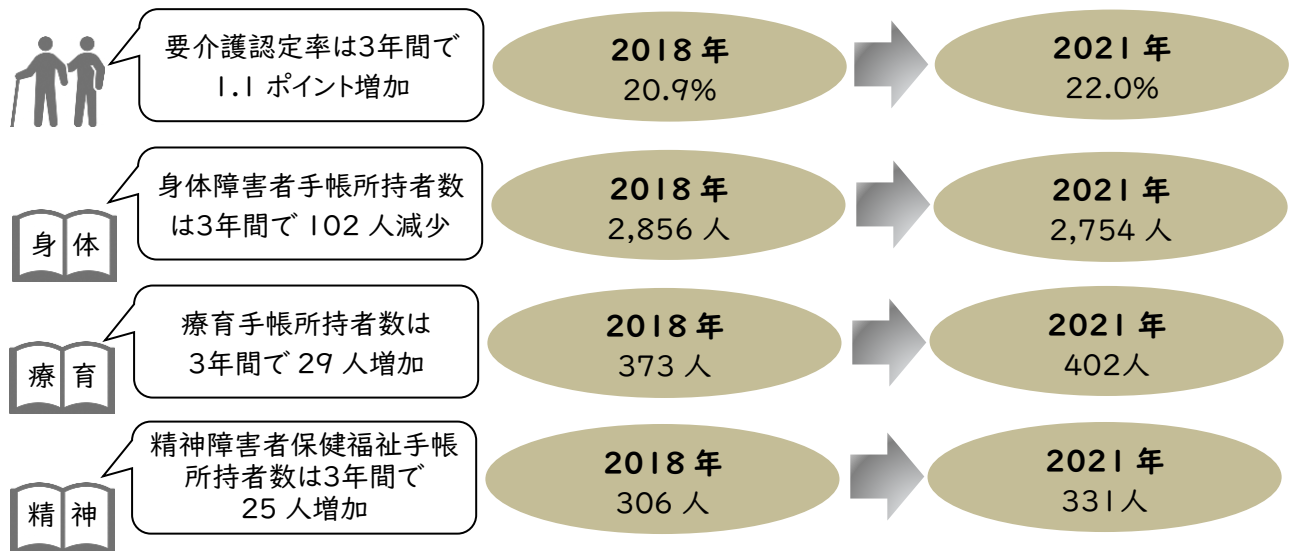 要介護認定率は3年間で
1.1 ポイント増加
2018 年
20.9%
2021 年
22.0%
身体
身体障害者手帳所持者数
は3年間で 102 人減少
2018 年
2,856 人
2021 年
2,754 人
療育
療育手帳所持者数は
3年間で 29 人増加
2018 年
373 人
2021 年
402人
精神
精神障害者保健福祉手帳
所持者数は3年間で
25 人増加
2018 年
306 人
2021 年
331人